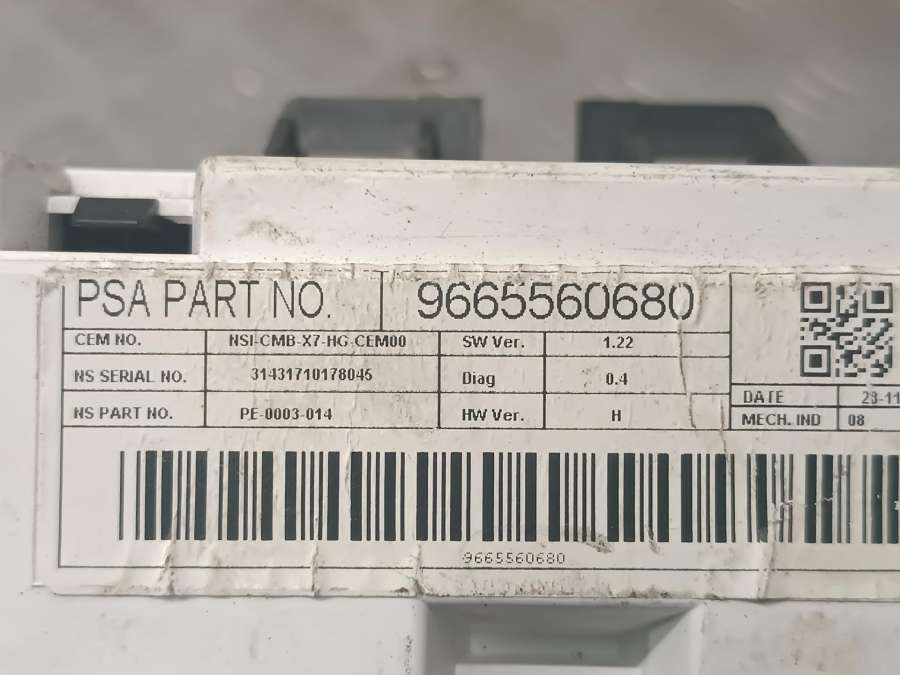 PSA PART NO. 9665560680
CEM NO. NSI-CMB-X7-HG-CEM00 SW Ver. 1.22
NS SERIAL NO. 31431710178045 Diag 0.4
NS PART NO. PE-0003-014 HW Ver. H
DATE
MECH. IND 08
9665560680